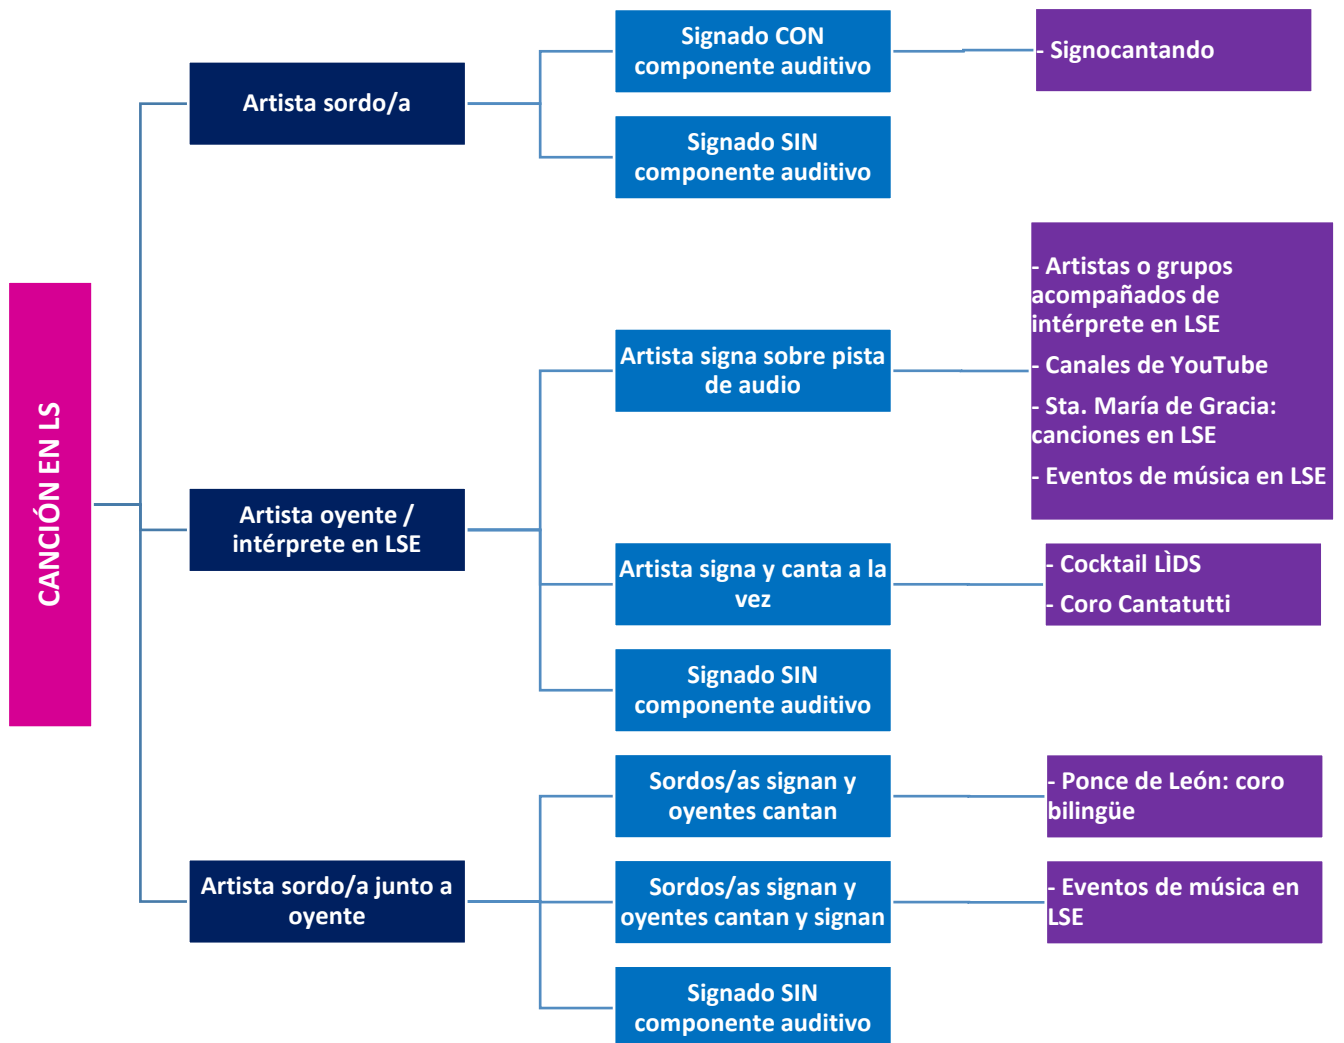 CANCIÓN EN LS
Artista sordo/a
Signado CON
componente auditivo
- Signocantando
Signado SIN
componente auditivo
Artista oyente /
intérprete en LSE
Artista signa sobre pista
de audio
- Artistas o grupos
acompañados de
intérprete en LSE
- Canales de YouTube
- Sta. María de Gracia:
canciones en LSE
- Eventos de música en LSE
Artista signa y canta a la
vez
- Cocktail LÌDS
- Coro Cantatutti
Signado SIN
componente auditivo
Artista sordo/a junto a
oyente
Sordos/as signan y
oyentes cantan
- Ponce de León: coro
bilingüe
Sordos/as signan y
oyentes cantan y signan
- Eventos de música en
LSE
Signado SIN
componente auditivo